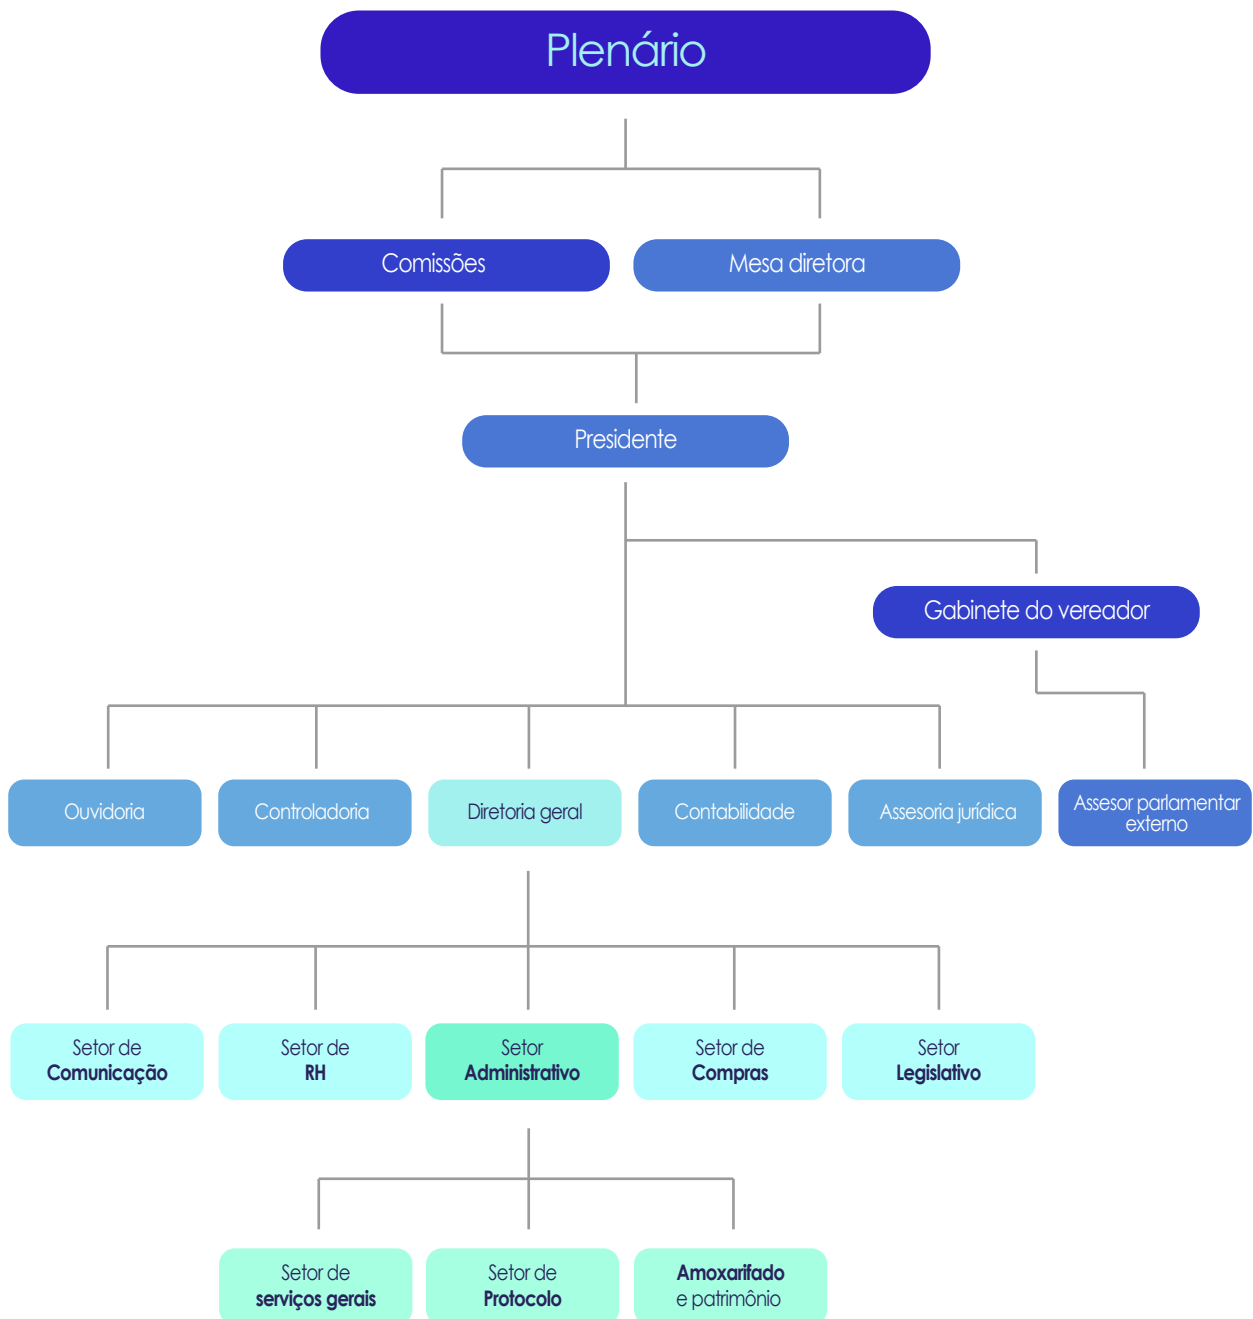 Plenário
Comissões
Mesa diretora
Presidente
Gabinete do vereador
Ouvidoria
Controladoria
Diretoria geral
Contabilidade
Assesoria jurídica
Assesor parlamentar
externo
Setor de
Comunicação
Setor de
RH
Setor
Administrativo
Setor de
Compras
Setor
Legislativo
Setor de
serviços gerais
Setor de
Protocolo
Amoxarifado
e patrimônio